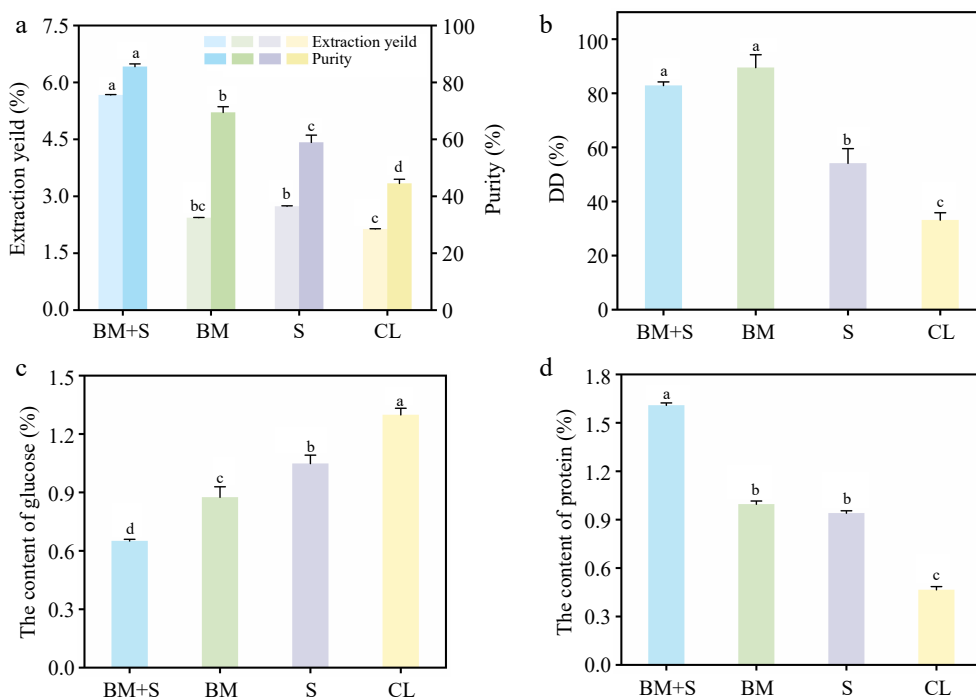 a
7.5
6.0
4.5
3.0
1.5
0.0
Extraction yeild (%)
100
80
60
40
20
0
Purity (%)
Extraction yeild
Purity
a
a
bc
b
b
c
c
d
BM+S BM S CL
b
100
80
60
40
20
0
DD (%)
a
a
b
c
BM+S BM S CL
c
1.5
1.2
0.9
0.6
0.3
0.0
The content of glucose (%)
d
c
b
a
BM+S BM S CL
d
1.8
1.5
1.2
0.9
0.6
0.3
0.0
The content of protein (%)
a
b
b
c
BM+S BM S CL